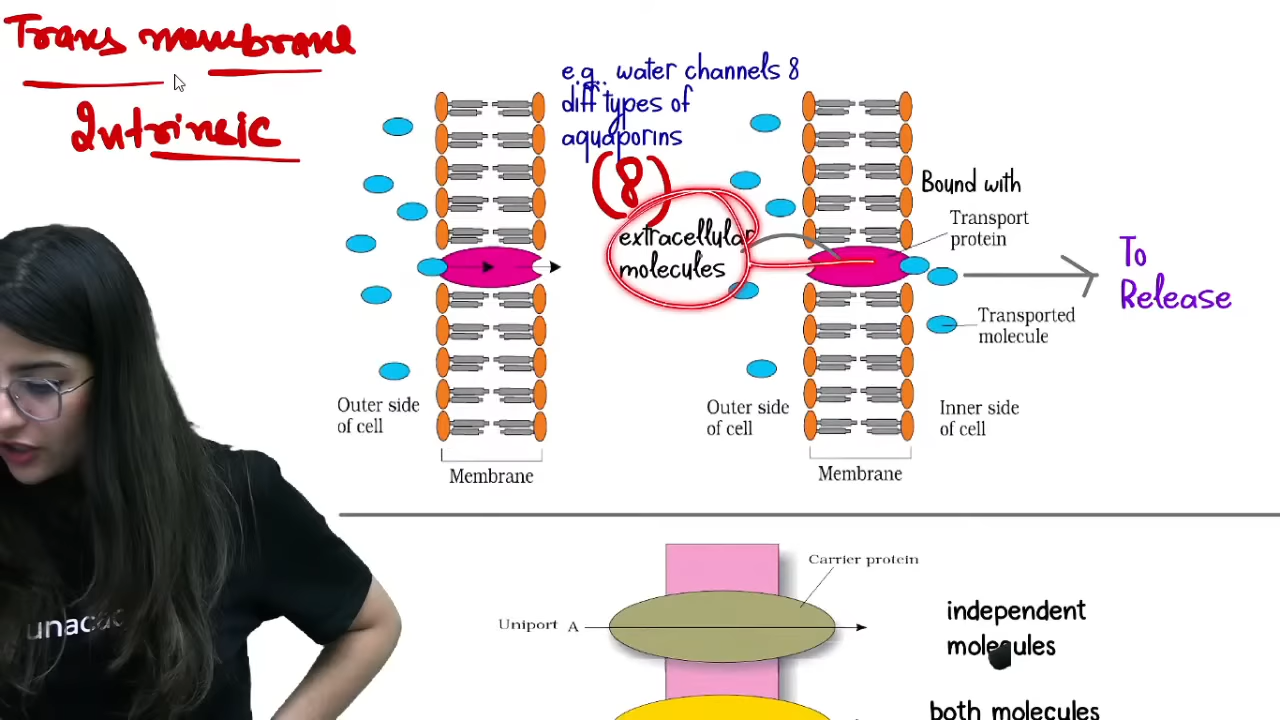 Trans membrane
Intrinsic
e.g.. water channels 8
diff types of
aquaporins
(8)
extracellular
molecules
Bound with
Transport
protein
To
Release
Transported
molecule
Outer side
of cell
Membrane
Outer side
of cell
Inner side
of cell
Membrane
Carrier protein
Uniport A
independent
molecules
both molecules
unacac